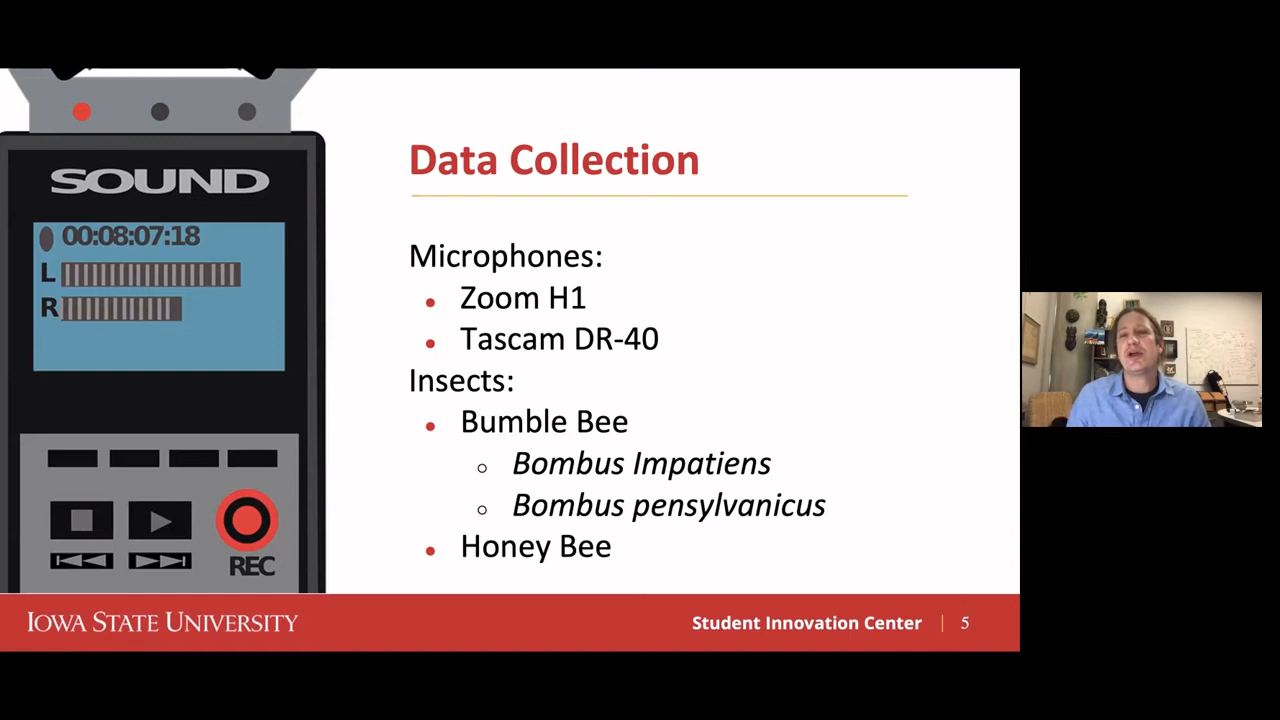 SOUND
00:08:07:18
L
R
REC
Data Collection
Microphones:
Zoom H1
Tascam DR-40
Insects:
Bumble Bee
Bombus Impatiens
Bombus pensylvanicus
Honey Bee
IOWA STATE UNIVERSITY
Student Innovation Center | 5